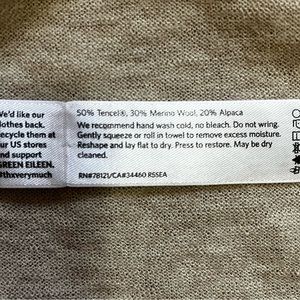 We'd like our
clothes back.
Recycle them at
our US stores
and support
GREEN EILEEN.
#thxverymuch
50% Tencel®, 30% Merino Wool, 20% Alpaca
We recommend hand wash cold, no bleach. Do not wring.
Gently squeeze or roll in towel to remove excess moisture.
Reshape and lay flat to dry. Press to restore. May be dry
cleaned.
RN#78121/CA#34460 R5SEA